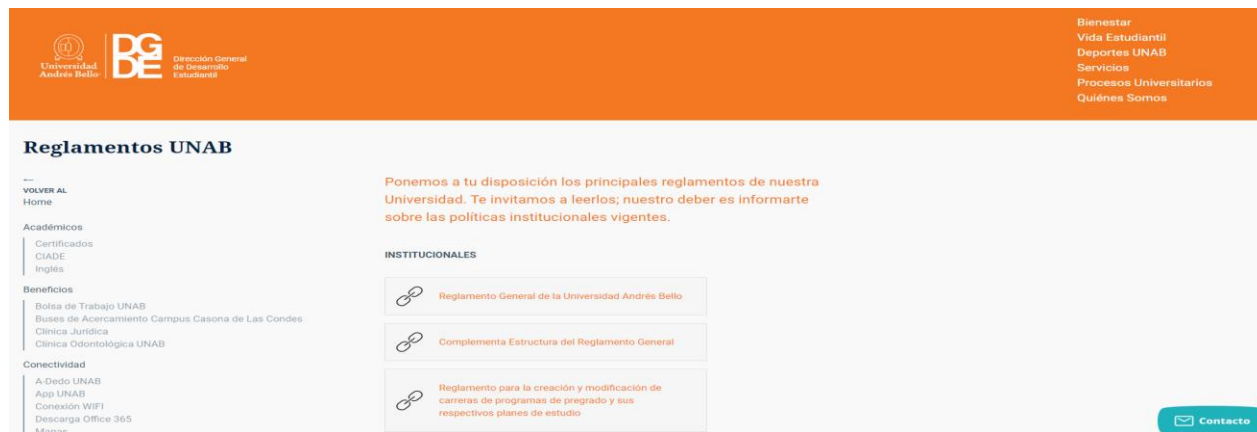 Universidad
Andrés Bello
DG
DE
Dirección General
de Desarrollo
Estudiantil
Bienestar
Vida Estudiantil
Deportes UNAB
Servicios
Procesos Universitarios
Quiénes Somos
Reglamentos UNAB
VOLVER AL
Home
Académicos
Certificados
CIADE
Inglés
Beneficios
Bolsa de Trabajo UNAB
Buses de Acercamiento Campus Casona de Las Condes
Clínica Jurídica
Clínica Odontológica UNAB
Conectividad
A-Dedo UNAB
App UNAB
Conexión WIFI
Descarga Office 365
Mapas
Ponemos a tu disposición los principales reglamentos de nuestra
Universidad. Te invitamos a leerlos; nuestro deber es informarte
sobre las políticas institucionales vigentes.
INSTITUCIONALES
Reglamento General de la Universidad Andrés Bello
Complementa Estructura del Reglamento General
Reglamento para la creación y modificación de
carreras de programas de pregrado y sus
respectivos planes de estudio
Contacto